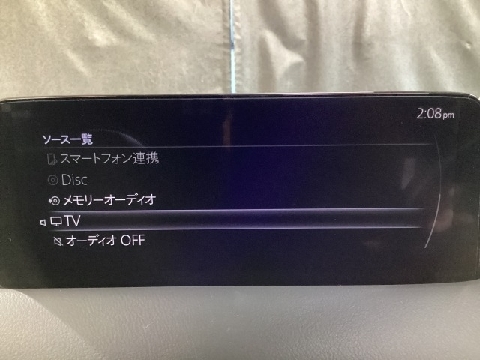 2:08pm
ソース一覧
スマートフォン連携
Disc
メモリーオーディオ
TV
オーディオ OFF